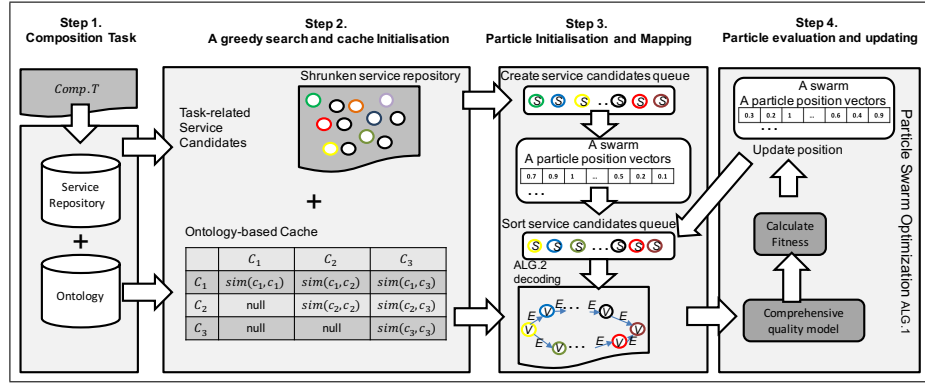 Step 1.
Composition Task
Comp.T
Service
Repository
+
Ontology
Step 2.
A greedy search and cache Initialisation
Shrunken service repository
Task-related
Service
Candidates
+
Ontology-based Cache
C₁ C₂ C₃
C₁ sim(c₁,c₁) sim(c₁,c₂) sim(c₁,c₃)
C₂ null sim(c₂,c₂) sim(c₂,c₃)
C₃ null null sim(c₃,c₃)
Step 3.
Particle Initialisation and Mapping
Create service candidates queue
S S S ... S S S
A swarm
A particle position vectors
0.7 0.9 1 ... 0.5 0.2 0.1
...
Sort service candidates queue
S S S ... S S S
ALG.2
decoding
E V E ... V E
V V
E V ... V E
Step 4.
Particle evaluation and updating
A swarm
A particle position vectors
0.3 0.2 1 ... 0.6 0.4 0.9
...
Update position
Calculate
Fitness
Comprehensive
quality model
Particle Swarm Optimization ALG.1